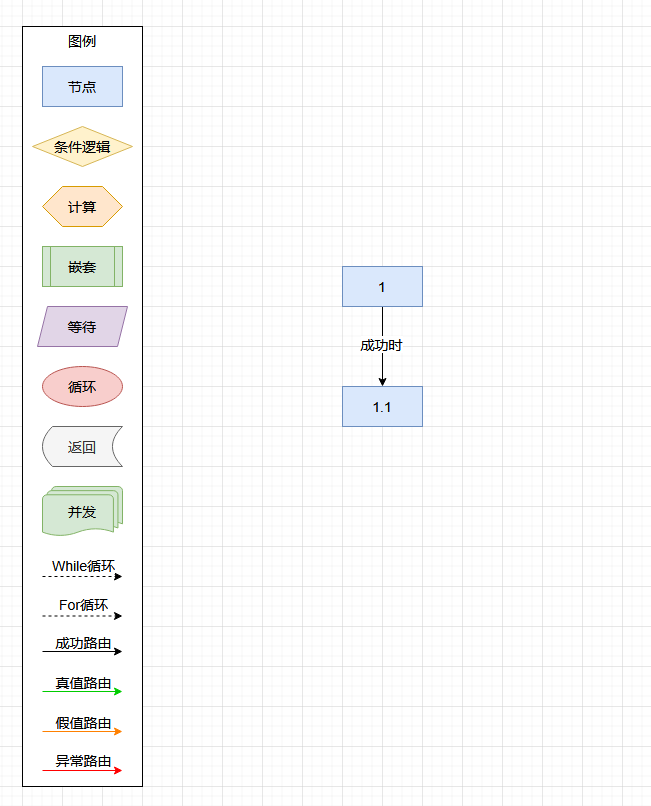 图例
节点
条件逻辑
计算
嵌套
等待
循环
返回
并发
While循环
For循环
成功路由
真值路由
假值路由
异常路由
1
成功时
1.1